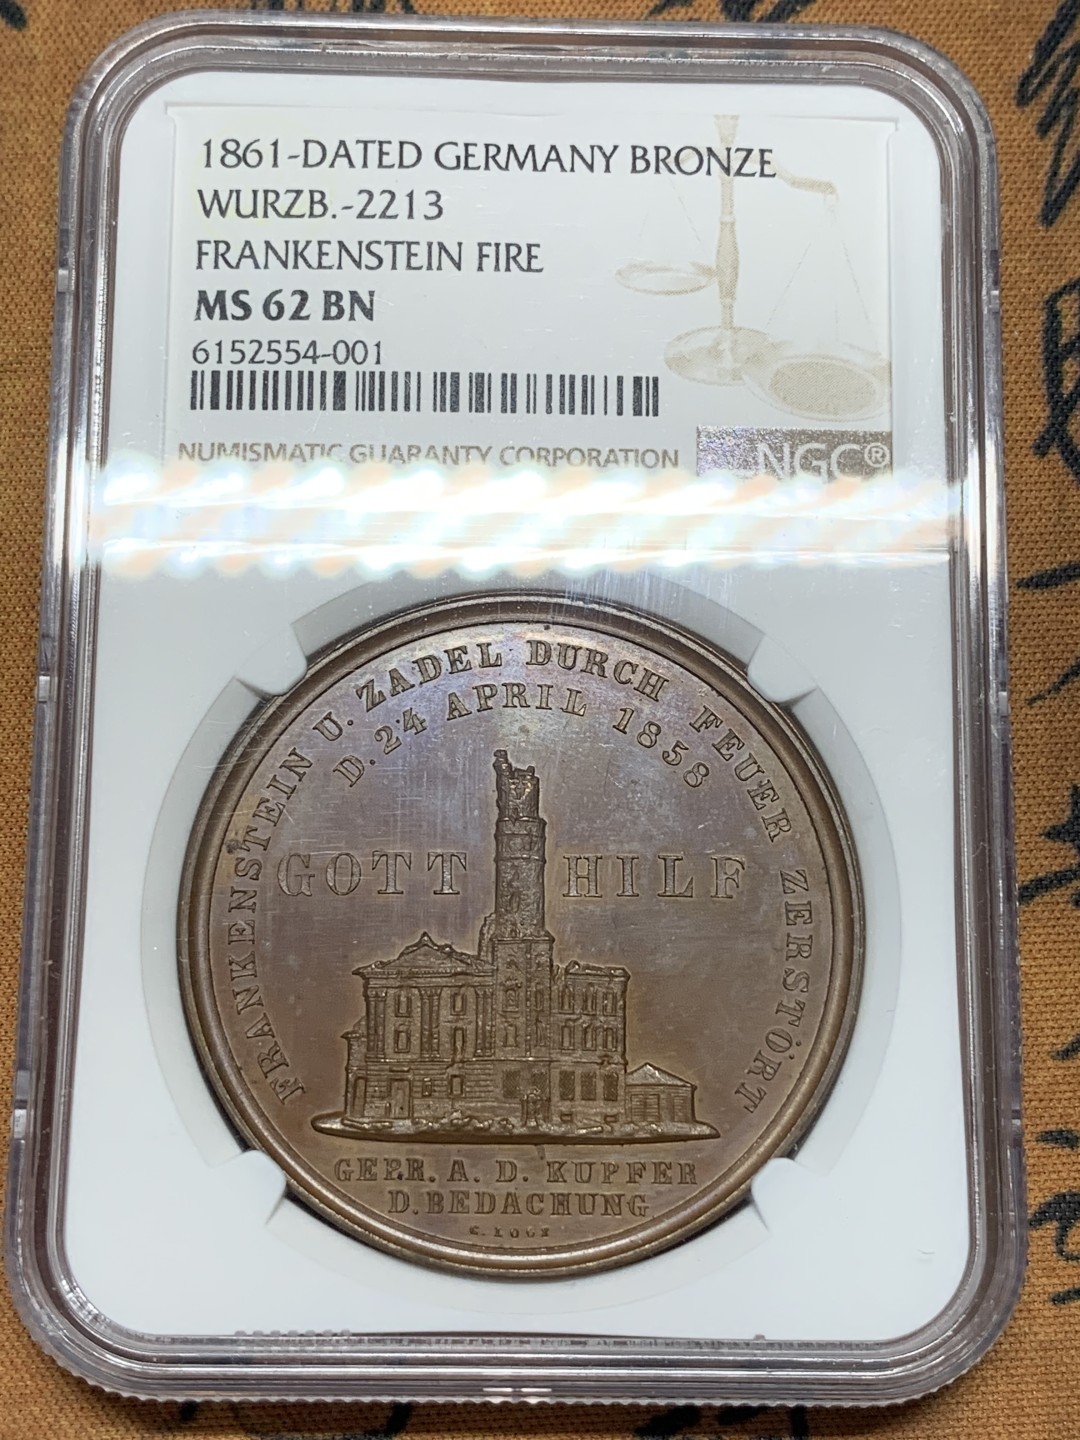 1861-DATED GERMANY BRONZE
WURZB.-2213
FRANKENSTEIN FIRE
MS 62 BN
6152554-001
NUMISMATIC GUARANTY CORPORATION
NGC®
FRANKENSTEIN U. ZADEL DURCH FEUER ZERSTÖRT
D. 24 APRIL 1858
GOTT HILF
GEPR. A. D. KUPFER
D. BEDACHUNG